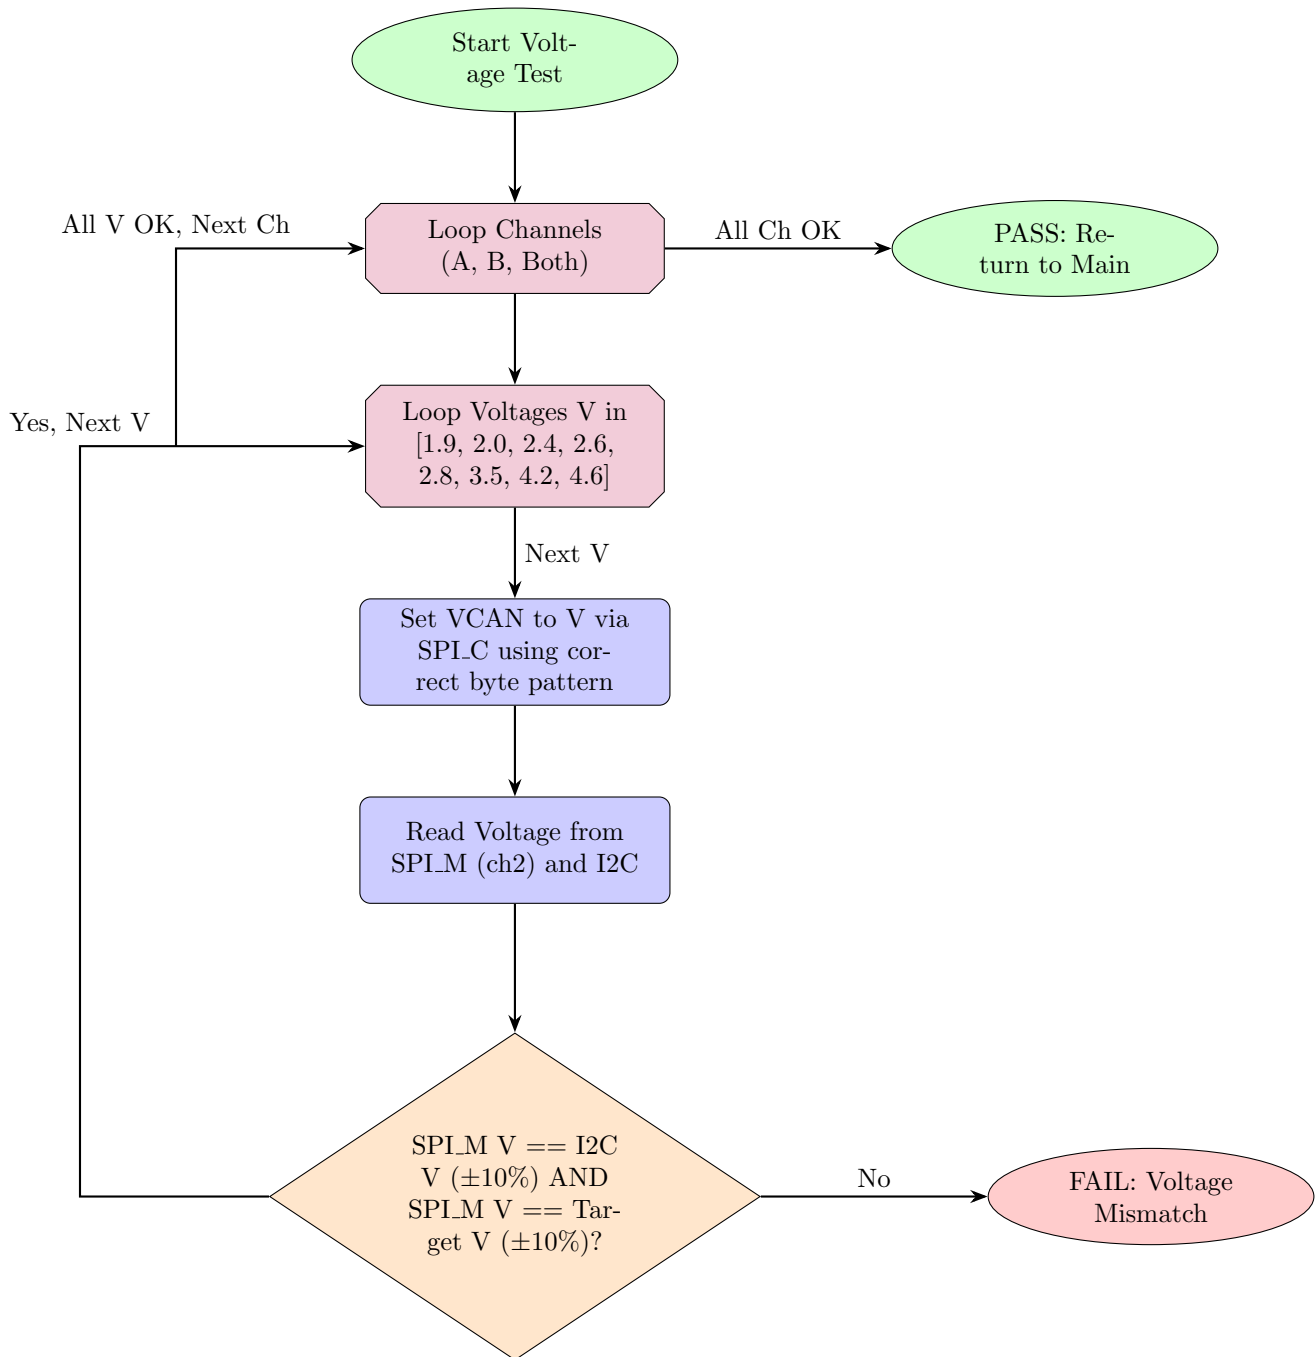 Start Volt-
age Test
All V OK, Next Ch
Loop Channels
(A, B, Both)
All Ch OK
PASS: Re-
turn to Main
Yes, Next V
Loop Voltages V in
[1.9, 2.0, 2.4, 2.6,
2.8, 3.5, 4.2, 4.6]
Next V
Set VCAN to V via
SPI_C using cor-
rect byte pattern
Read Voltage from
SPI_M (ch2) and I2C
SPI_M V == I2C
V (±10%) AND
SPI_M V == Tar-
get V (±10%)?
No
FAIL: Voltage
Mismatch